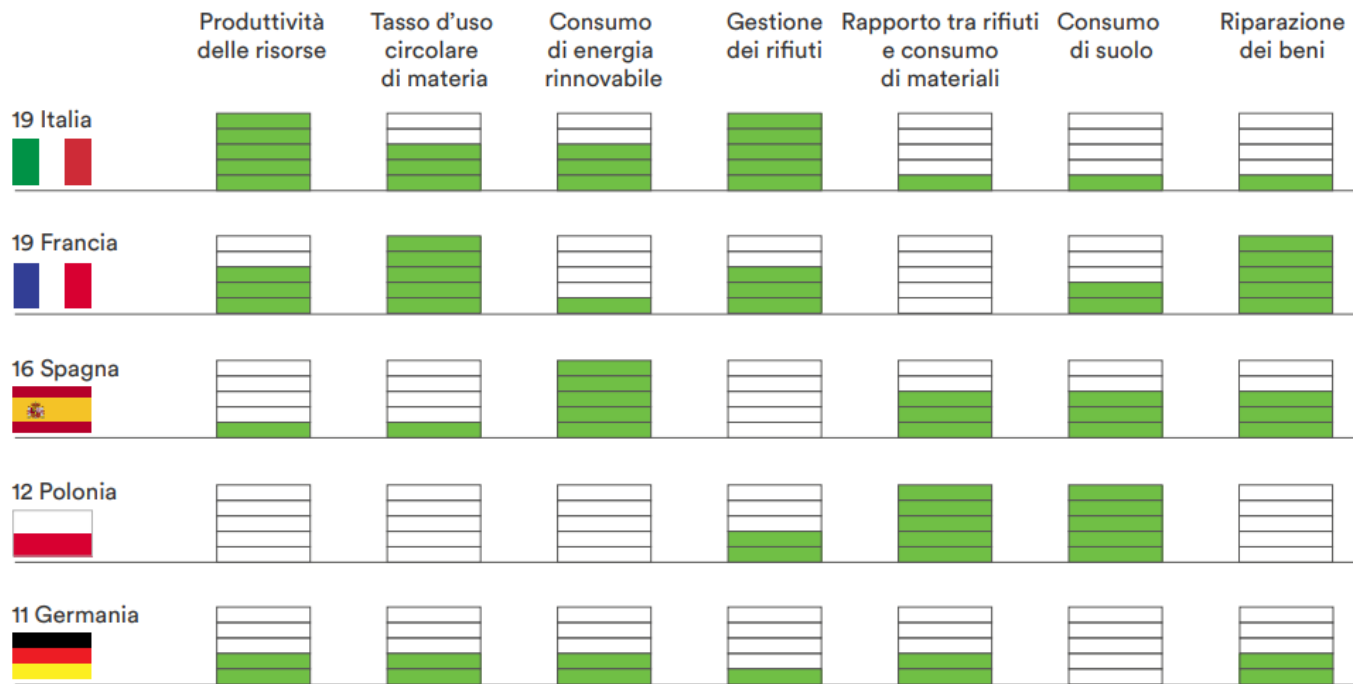 Produttività
delle risorse
Tasso d’uso
circolare
di materia
Consumo
di energia
rinnovabile
Gestione
dei rifiuti
Rapporto tra rifiuti
e consumo
di materiali
Consumo
di suolo
Riparazione
dei beni
19 Italia
19 Francia
16 Spagna
12 Polonia
11 Germania